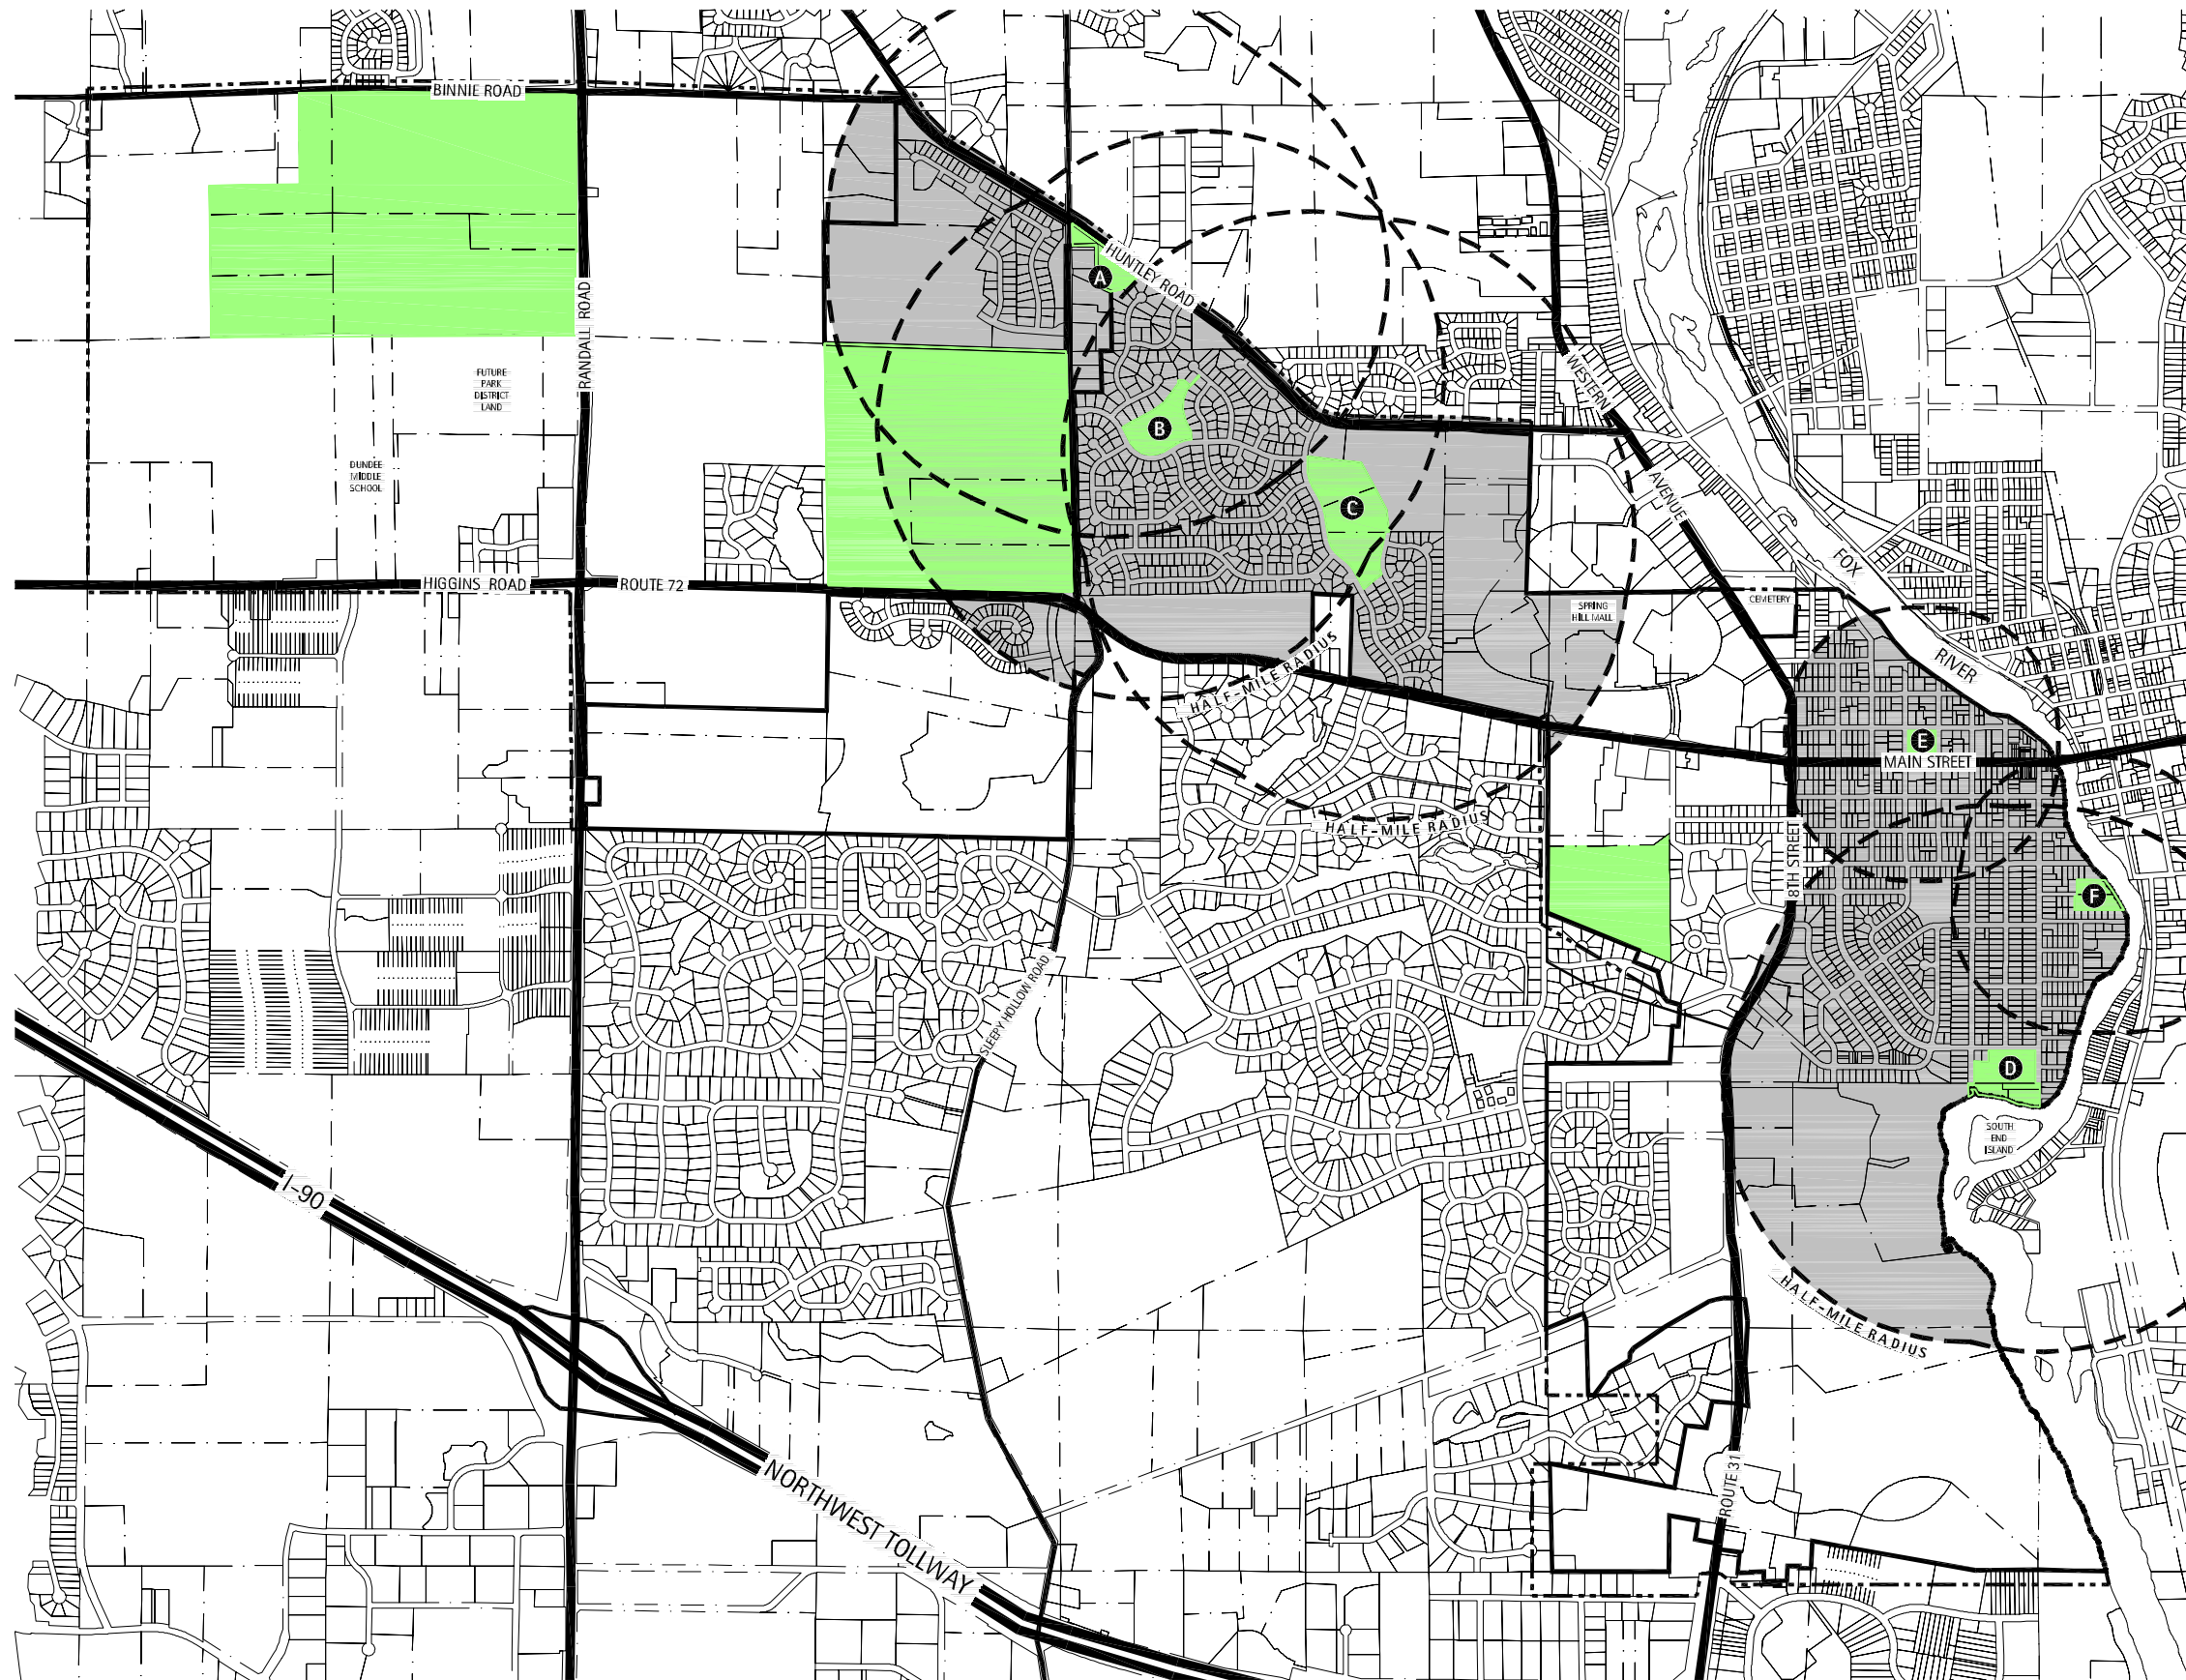 BINNIE ROAD
RANDALL ROAD
HUNTLEY ROAD
A
FUTURE
PARK
DISTRICT
LAND
WESTERN
AVENUE
B
DUNDEE
MIDDLE
SCHOOL
C
FOX
RIVER
HIGGINS ROAD
ROUTE 72
SPRING
HILL MALL
CEMETERY
HALF-MILE RADIUS
E
MAIN STREET
HALF-MILE RADIUS
8TH STREET
F
SLEEPY HOLLOW ROAD
D
SOUTH
END
ISLAND
I-90
HALF-MILE RADIUS
NORTHWEST TOLLWAY
ROUTE 31